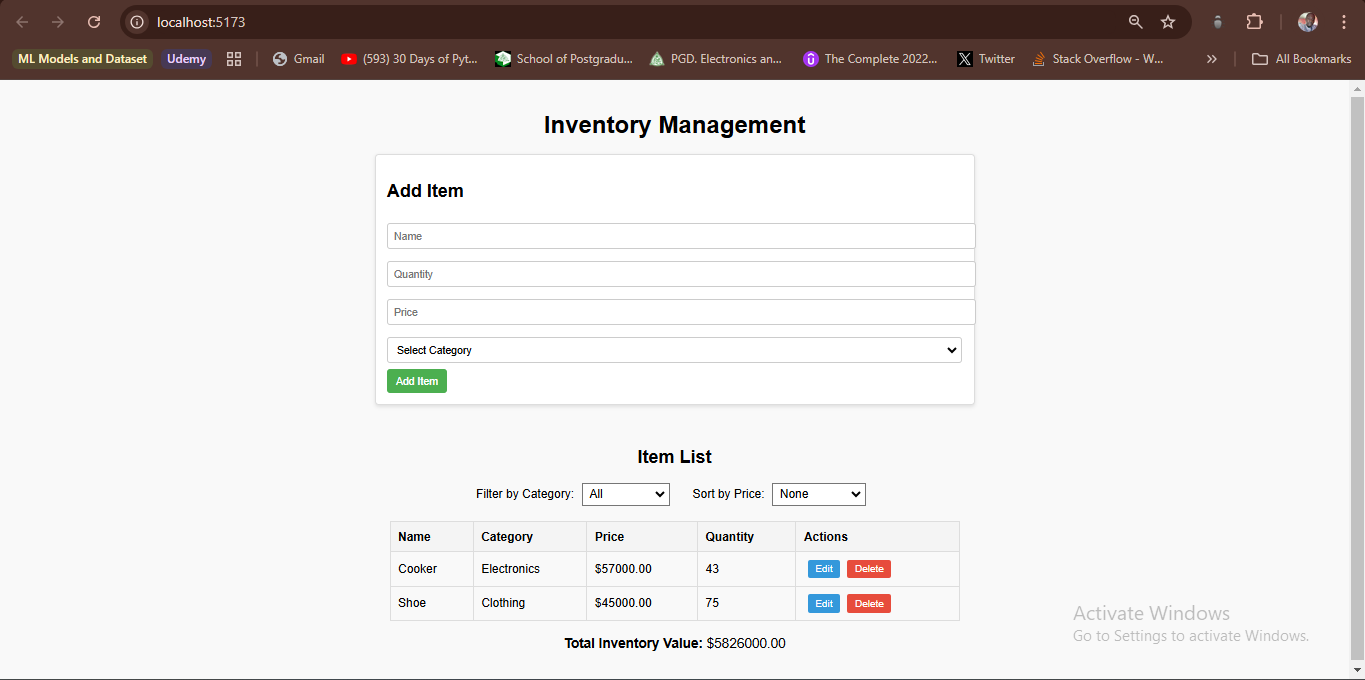 localhost:5173
ML Models and Dataset Udemy Gmail (593) 30 Days of Pyt... School of Postgradu... PGD. Electronics an... The Complete 2022... Twitter Stack Overflow - W... » All Bookmarks
Inventory Management
Add Item
Name
Quantity
Price
Select Category
Add Item
Item List
Filter by Category: All Sort by Price: None
Name Category Price Quantity Actions
Cooker Electronics $57000.00 43 Edit Delete
Shoe Clothing $45000.00 75 Edit Delete
Total Inventory Value: $5826000.00
Activate Windows
Go to Settings to activate Windows.